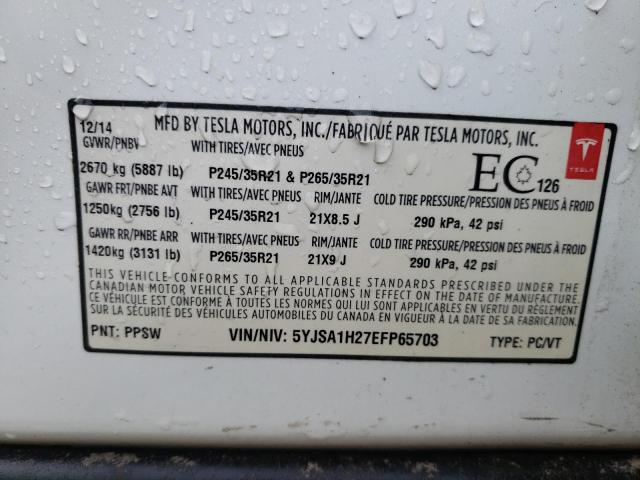 12/14 MFD BY TESLA MOTORS, INC./FABRIQUÉ PAR TESLA MOTORS, INC.
GVWR/PNBV WITH TIRES/AVEC PNEUS
2670 kg (5887 lb) P245/35R21 & P265/35R21 EC 126 TESLA
GAWR FRT/PNBE AVT WITH TIRES/AVEC PNEUS RIM/JANTE COLD TIRE PRESSURE/PRESSION DES PNEUS À FROID
1250kg (2756 lb) P245/35R21 21X8.5 J 290 kPa, 42 psi
GAWR RR/PNBE ARR WITH TIRES/AVEC PNEUS RIM/JANTE COLD TIRE PRESSURE/PRESSION DES PNEUS À FROID
1420kg (3131 lb) P265/35R21 21X9 J 290 kPa, 42 psi
THIS VEHICLE CONFORMS TO ALL APPLICABLE STANDARDS PRESCRIBED UNDER THE
CANADIAN MOTOR VEHICLE SAFETY REGULATIONS IN EFFECT ON THE DATE OF MANUFACTURE.
CE VÉHICULE EST CONFORME À TOUTES LES NORMES QUI LUI SONT APPLICABLES EN VERTU DU RÈGLEMENT
SUR LA SÉCURITÉ DES VÉHICULES AUTOMOBILES DU CANADA EN VIGUEUR À LA DATE DE SA FABRICATION.
PNT: PPSW VIN/NIV: 5YJSA1H27EFP65703 TYPE: PC/VT